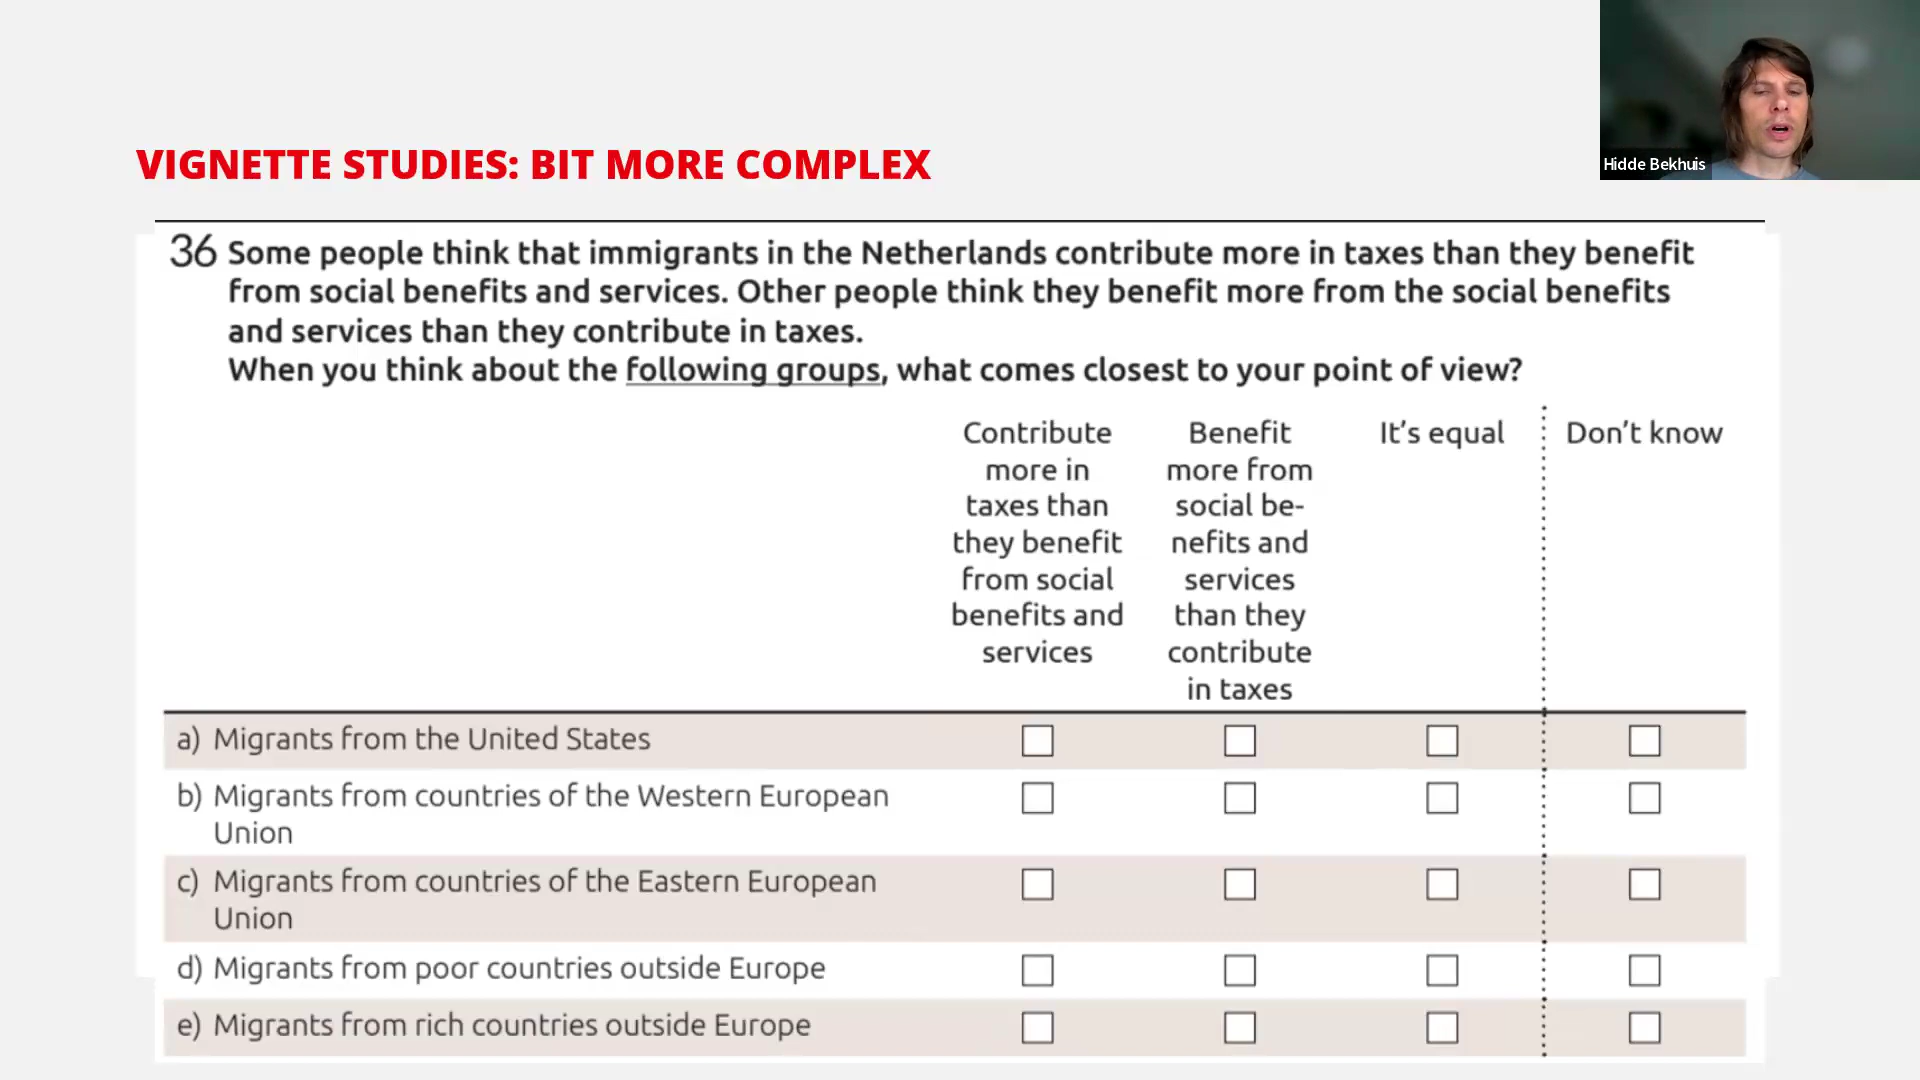 VIGNETTE STUDIES: BIT MORE COMPLEX
Hidde Bekhuis
36 Some people think that immigrants in the Netherlands contribute more in taxes than they benefit
from social benefits and services. Other people think they benefit more from the social benefits
and services than they contribute in taxes.
When you think about the following groups, what comes closest to your point of view?
Contribute
more in
taxes than
they benefit
from social
benefits and
services
Benefit
more from
social be-
nefits and
services
than they
contribute
in taxes
It's equal
Don't know
a) Migrants from the United States
b) Migrants from countries of the Western European
Union
c) Migrants from countries of the Eastern European
Union
d) Migrants from poor countries outside Europe
e) Migrants from rich countries outside Europe